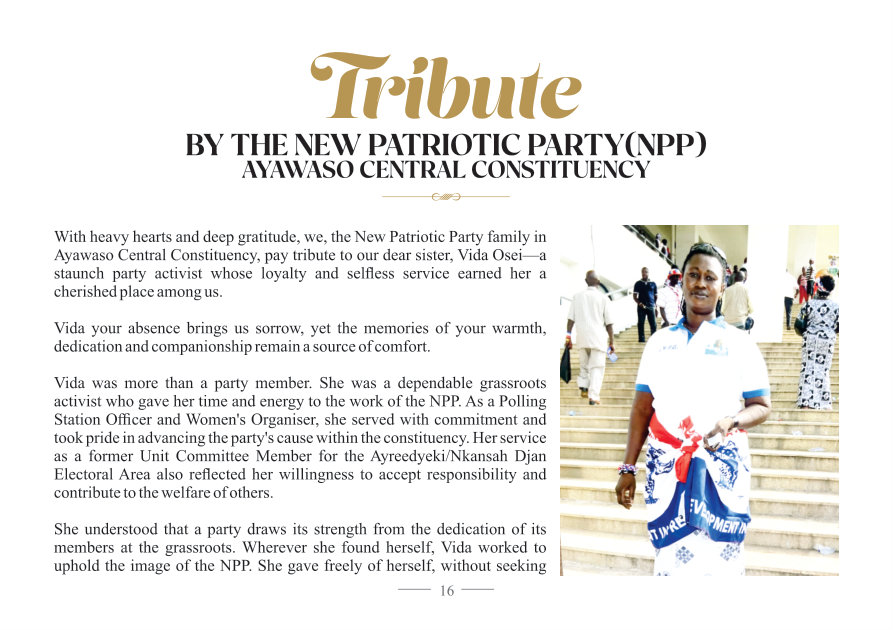 Tribute
BY THE NEW PATRIOTIC PARTY(NPP)
AYAWASO CENTRAL CONSTITUENCY
With heavy hearts and deep gratitude, we, the New Patriotic Party family in
Ayawaso Central Constituency, pay tribute to our dear sister, Vida Osei—a
staunch party activist whose loyalty and selfless service earned her a
cherished place among us.
Vida your absence brings us sorrow, yet the memories of your warmth,
dedication and companionship remain a source of comfort.
Vida was more than a party member. She was a dependable grassroots
activist who gave her time and energy to the work of the NPP. As a Polling
Station Officer and Women's Organiser, she served with commitment and
took pride in advancing the party's cause within the constituency. Her service
as a former Unit Committee Member for the Ayreedyeki/Nkansah Djan
Electoral Area also reflected her willingness to accept responsibility and
contribute to the welfare of others.
She understood that a party draws its strength from the dedication of its
members at the grassroots. Wherever she found herself, Vida worked to
uphold the image of the NPP. She gave freely of herself, without seeking
16